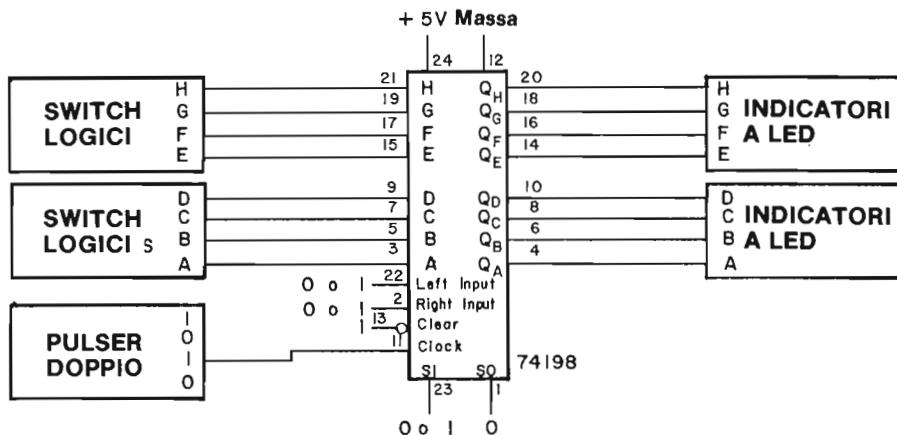 + 5V Massa
24 12
21 H QH 20
19 G QG 18
17 F QF 16
15 E QE 14
9 D QD 10
7 C QC 8
5 B QB 6
3 A QA 4
SWITCH
LOGICI
H
G
F
E
SWITCH
LOGICI S
D
C
B
A
INDICATORI
A LED
H
G
F
E
INDICATORI
A LED
D
C
B
A
0 o 1 22 Left Input
0 o 1 2 Right Input
1 13 Clear
11 Clock
PULSER
DOPPIO
1
0
1
0
S1 S0
74198
23 1
0 o 1 0